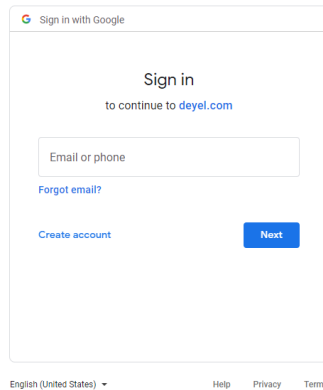 Sign in with Google
Sign in
to continue to deyel.com
Email or phone
Forgot email?
Create account Next
English (United States) Help Privacy